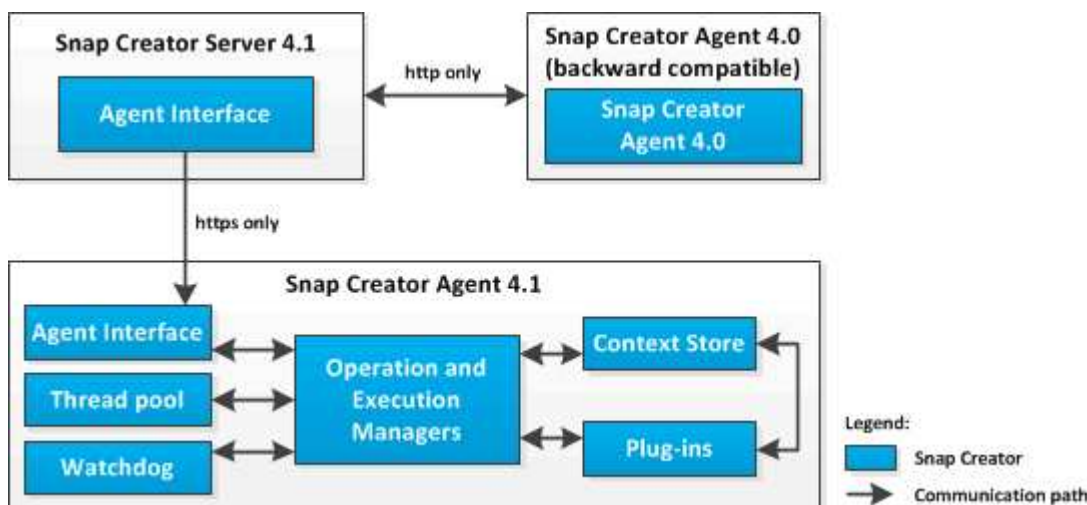 Snap Creator Server 4.1
Agent Interface
http only
Snap Creator Agent 4.0
(backward compatible)
Snap Creator
Agent 4.0
https only
Snap Creator Agent 4.1
Agent Interface
Thread pool
Watchdog
Operation and
Execution
Managers
Context Store
Plug-ins
Legend:
Snap Creator
Communication path